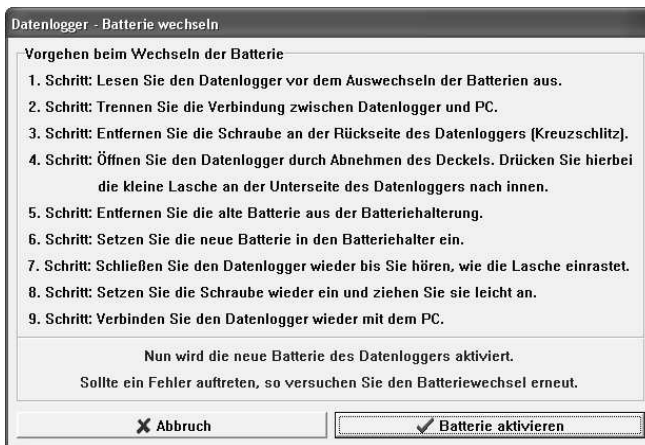 Datenlogger - Batterie wechseln
Vorgehen beim Wechseln der Batterie
1. Schritt: Lesen Sie den Datenlogger vor dem Auswechseln der Batterien aus.
2. Schritt: Trennen Sie die Verbindung zwischen Datenlogger und PC.
3. Schritt: Entfernen Sie die Schraube an der Rückseite des Datenloggers (Kreuzschlitz).
4. Schritt: Öffnen Sie den Datenlogger durch Abnehmen des Deckels. Drücken Sie hierbei
die kleine Lasche an der Unterseite des Datenloggers nach innen.
5. Schritt: Entfernen Sie die alte Batterie aus der Batteriehalterung.
6. Schritt: Setzen Sie die neue Batterie in den Batteriehalter ein.
7. Schritt: Schließen Sie den Datenlogger wieder bis Sie hören, wie die Lasche einrastet.
8. Schritt: Setzen Sie die Schraube wieder ein und ziehen Sie sie leicht an.
9. Schritt: Verbinden Sie den Datenlogger wieder mit dem PC.
Nun wird die neue Batterie des Datenloggers aktiviert.
Sollte ein Fehler auftreten, so versuchen Sie den Batteriewechsel erneut.
Abbruch
Batterie aktivieren